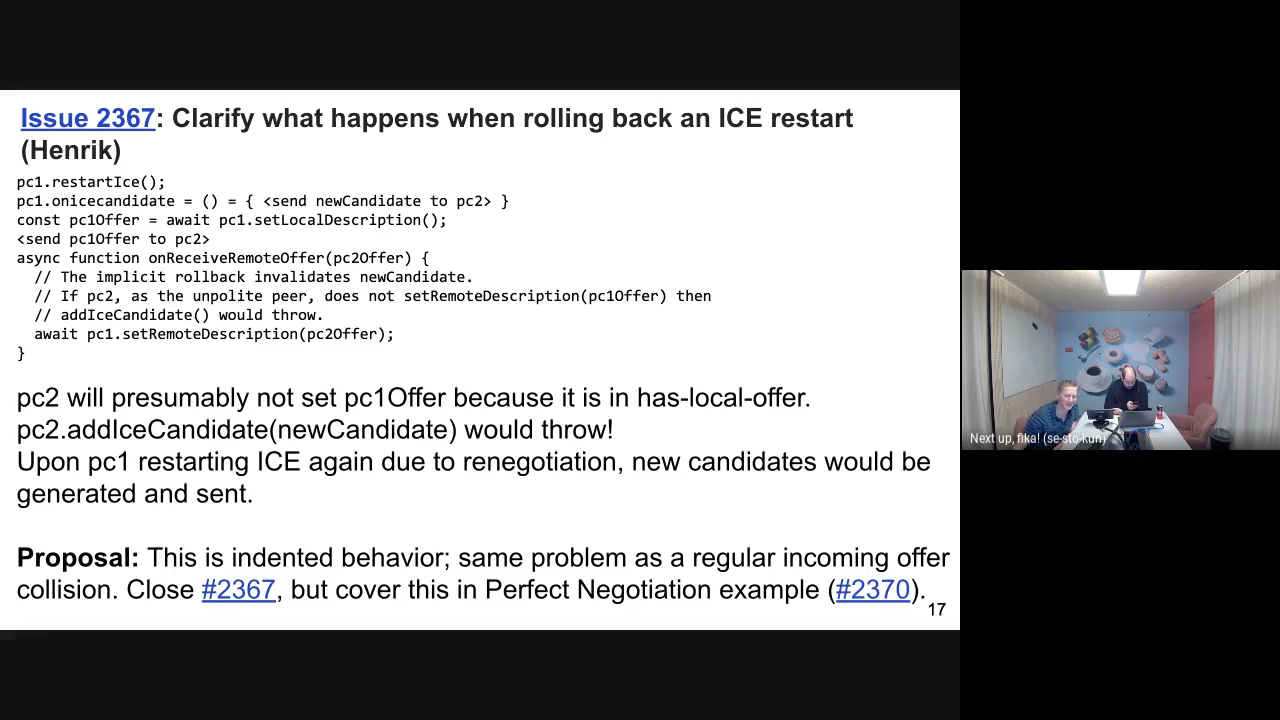 Issue 2367: Clarify what happens when rolling back an ICE restart
(Henrik)
pc1.restartIce();
pc1.onicecandidate = () = { <send newCandidate to pc2> }
const pc1Offer = await pc1.setLocalDescription();
<send pc1Offer to pc2>
async function onReceiveRemoteOffer(pc2Offer) {
  // The implicit rollback invalidates newCandidate.
  // If pc2, as the unpolite peer, does not setRemoteDescription(pc1Offer) then
  // addIceCandidate() would throw.
  await pc1.setRemoteDescription(pc2Offer);
}
pc2 will presumably not set pc1Offer because it is in has-local-offer.
pc2.addIceCandidate(newCandidate) would throw!
Upon pc1 restarting ICE again due to renegotiation, new candidates would be
generated and sent.
Proposal: This is indented behavior; same problem as a regular incoming offer
collision. Close #2367, but cover this in Perfect Negotiation example (#2370).
17
Next up, fika! (se-sto-kun)